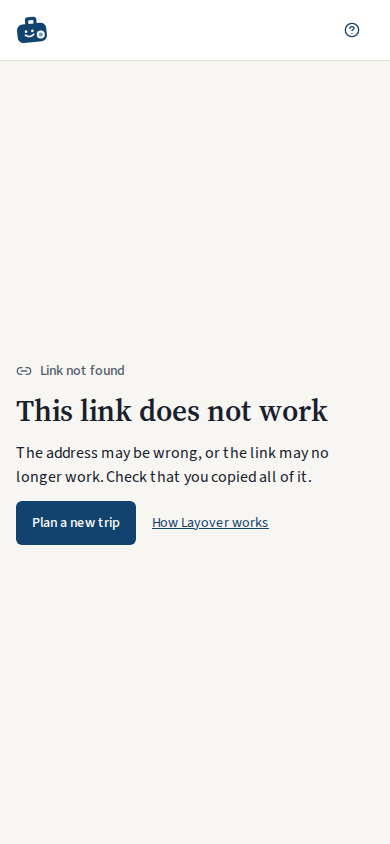 Link not found
This link does not work
The address may be wrong, or the link may no
longer work. Check that you copied all of it.
Plan a new trip
How Layover works